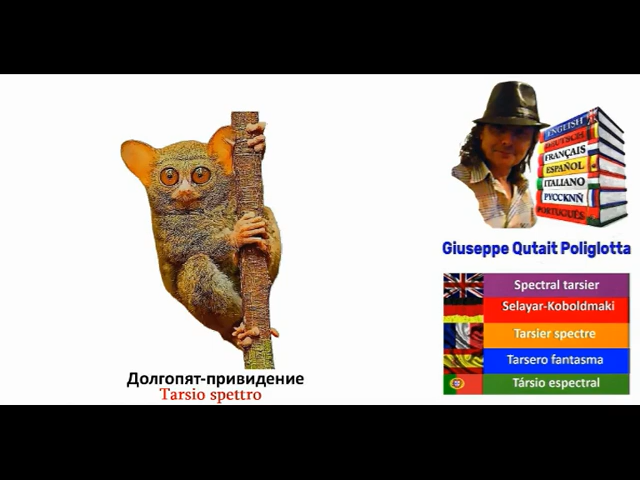 Долгопят-привидение
Tarsio spettro
ENGLISH
DEUTSCH
FRANÇAIS
ESPAÑOL
ITALIANO
РУССКNÑ
PORTUGUÊS
Giuseppe Qutait Poliglotta
Spectral tarsier
Selayar-Koboldmaki
Tarsier spectre
Tarsero fantasma
Társio espectral